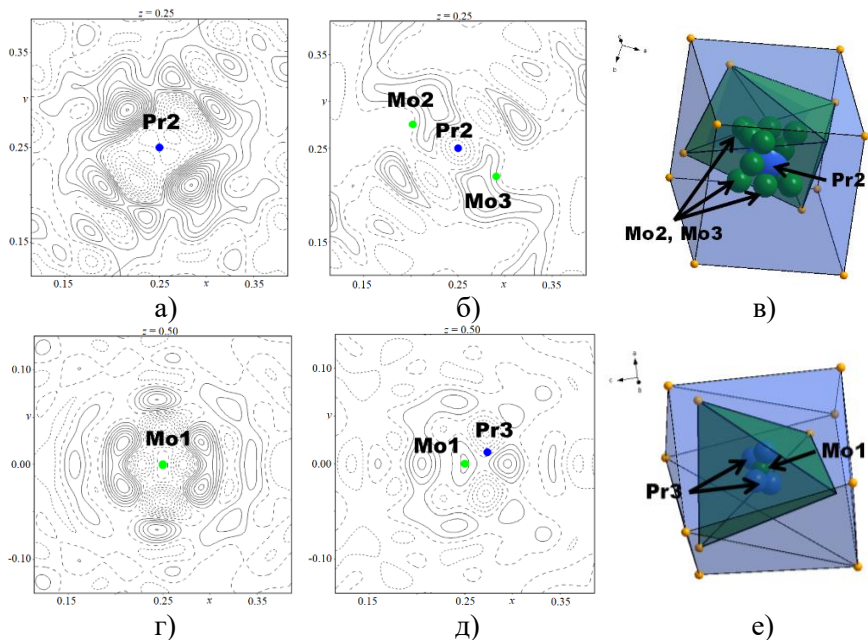 z = 0.25
0.35
0.25
0.15
y
0.15
0.25
x
0.35
Pr2
а)
z = 0.25
0.35
0.25
0.15
y
0.15
0.25
x
0.35
Mo2
Pr2
Mo3
б)
c
a
b
Pr2
Mo2, Mo3
в)
z = 0.50
0.10
0.00
-0.10
y
0.15
0.25
x
0.35
Mo1
г)
z = 0.50
0.10
0.00
-0.10
y
0.15
0.25
x
0.35
Mo1
Pr3
д)
a
c
b
Mo1
Pr3
е)